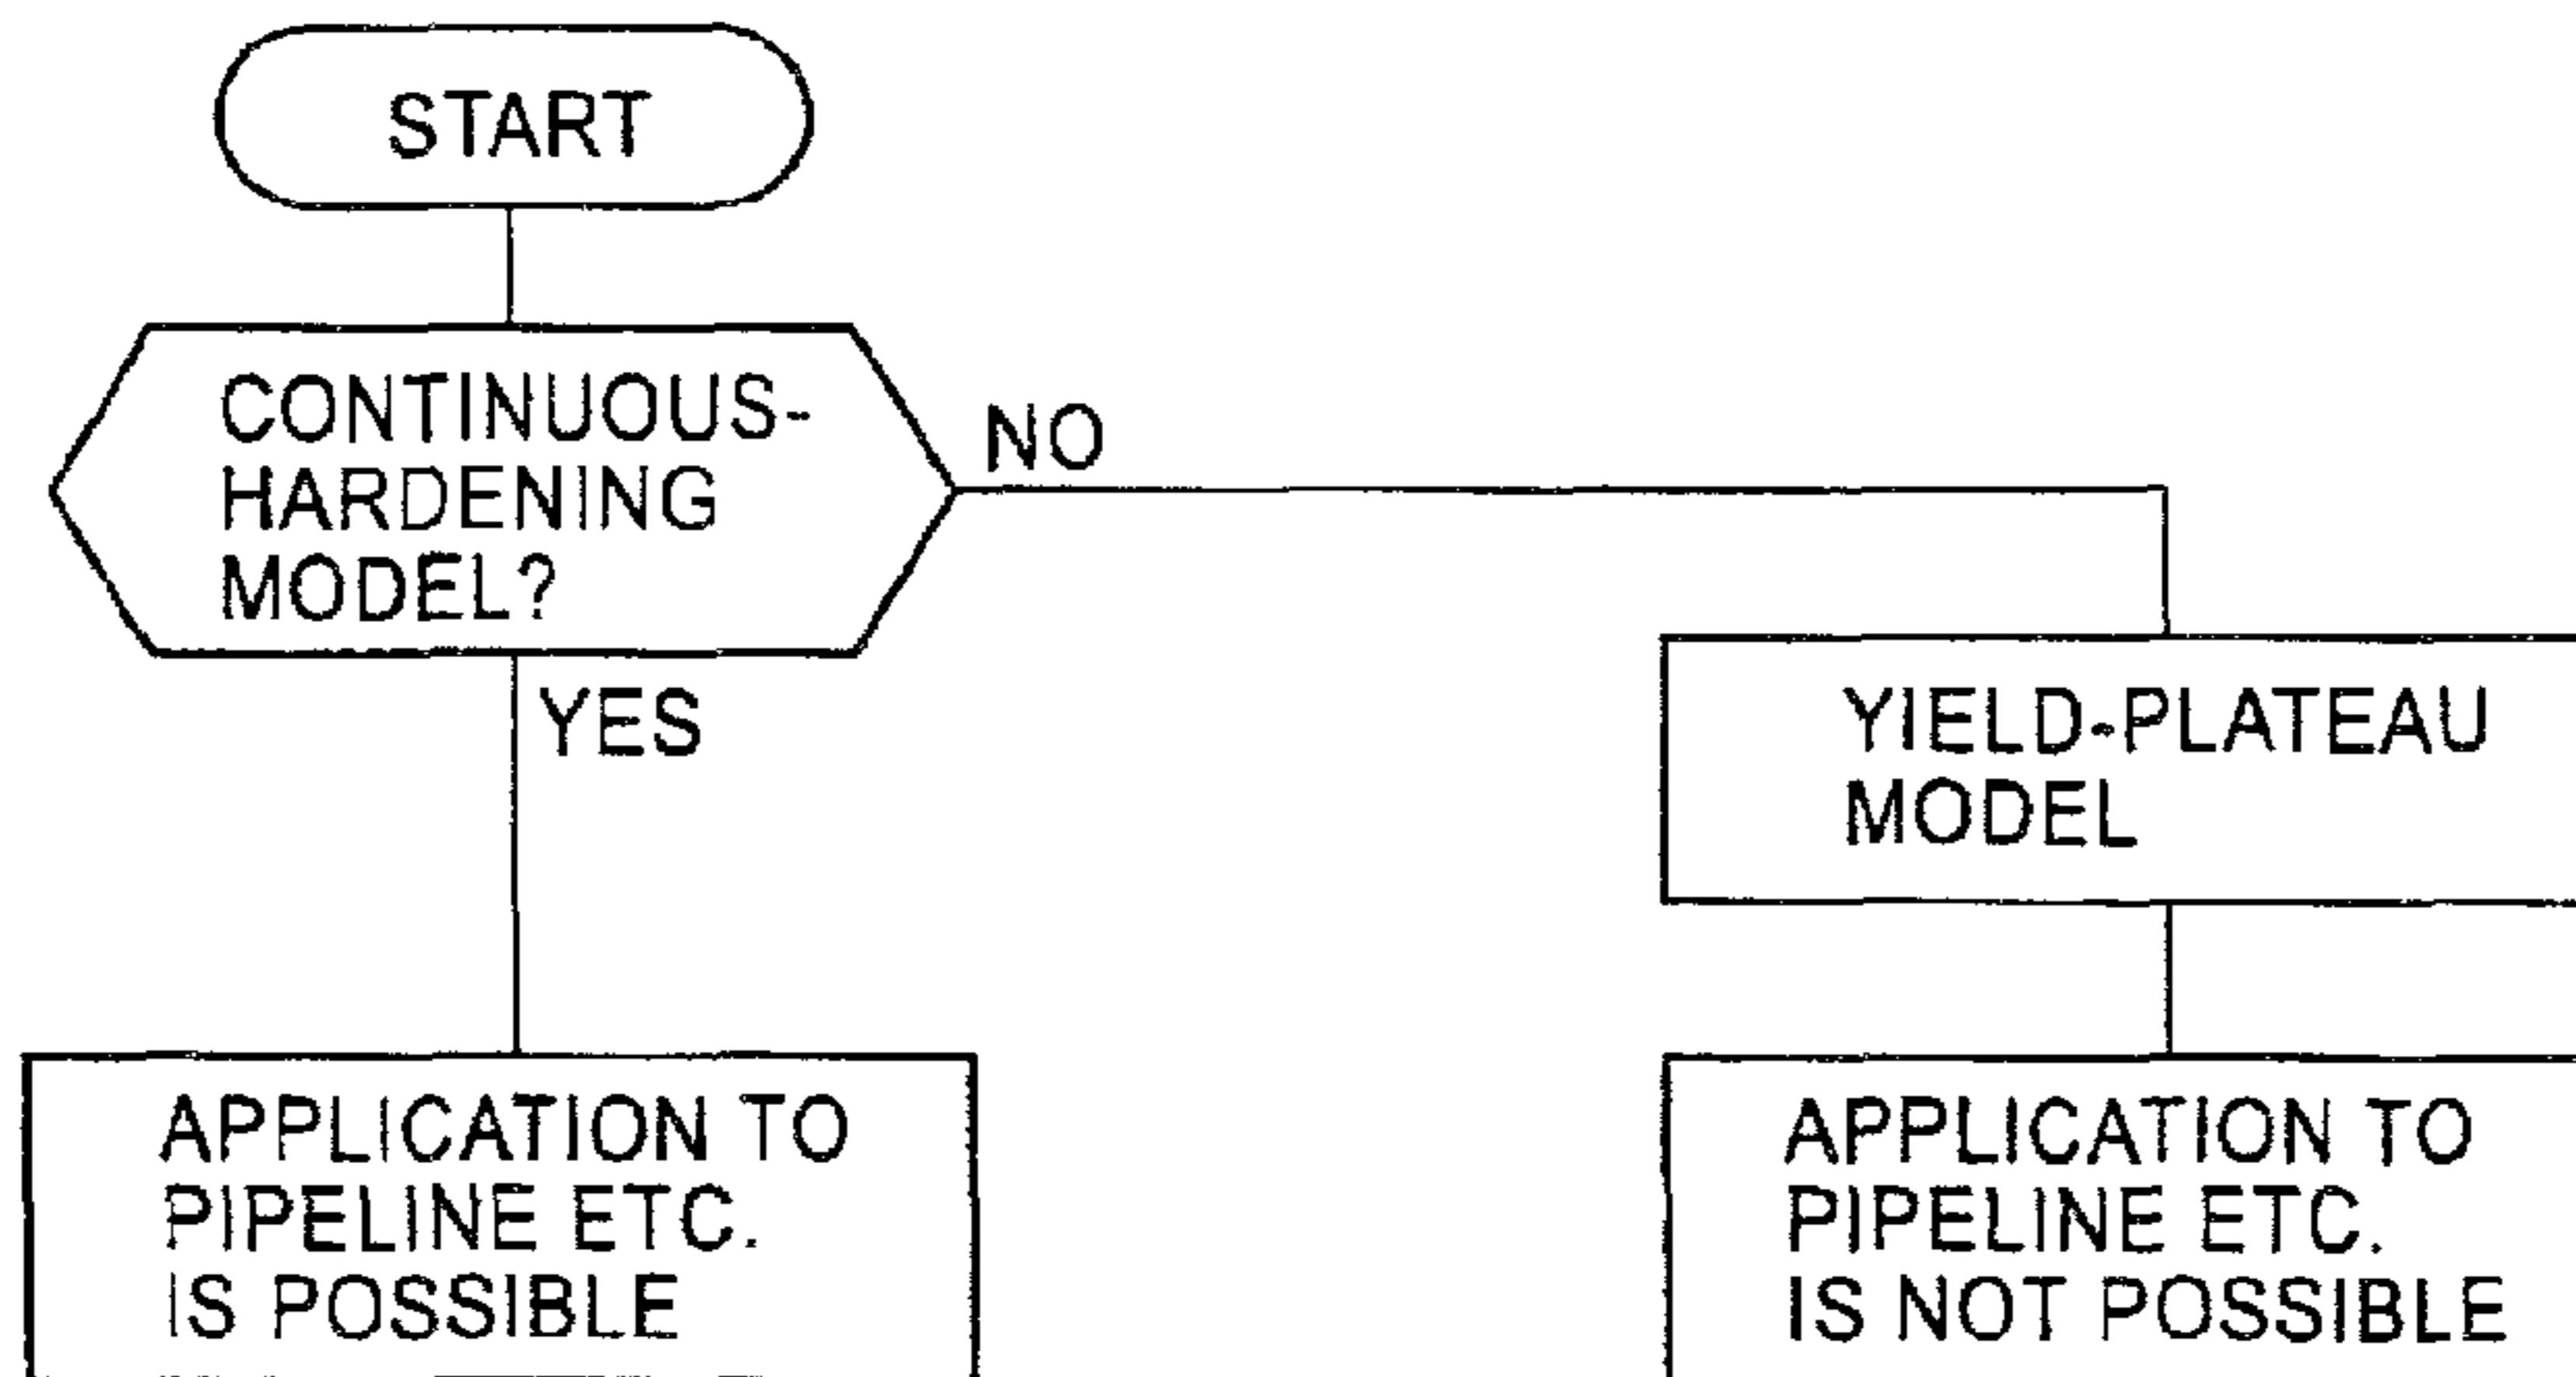 START
CONTINUOUS-
HARDENING
MODEL?
NO
YES
YIELD-PLATEAU
MODEL
APPLICATION TO
PIPELINE ETC.
IS POSSIBLE
APPLICATION TO
PIPELINE ETC.
IS NOT POSSIBLE